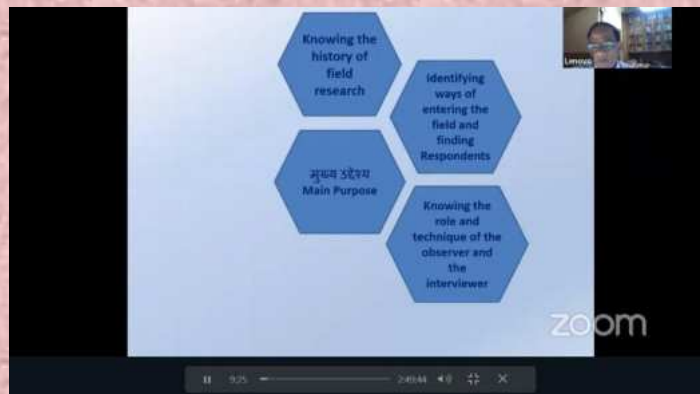 Knowing the
history of
field
research
Identifying
ways of
entering the
field and
finding
Respondents
मुख्य उद्देश्य
Main Purpose
Knowing the
role and
technique of the
observer and
the
interviewer
zoom
9:25
2:49:44